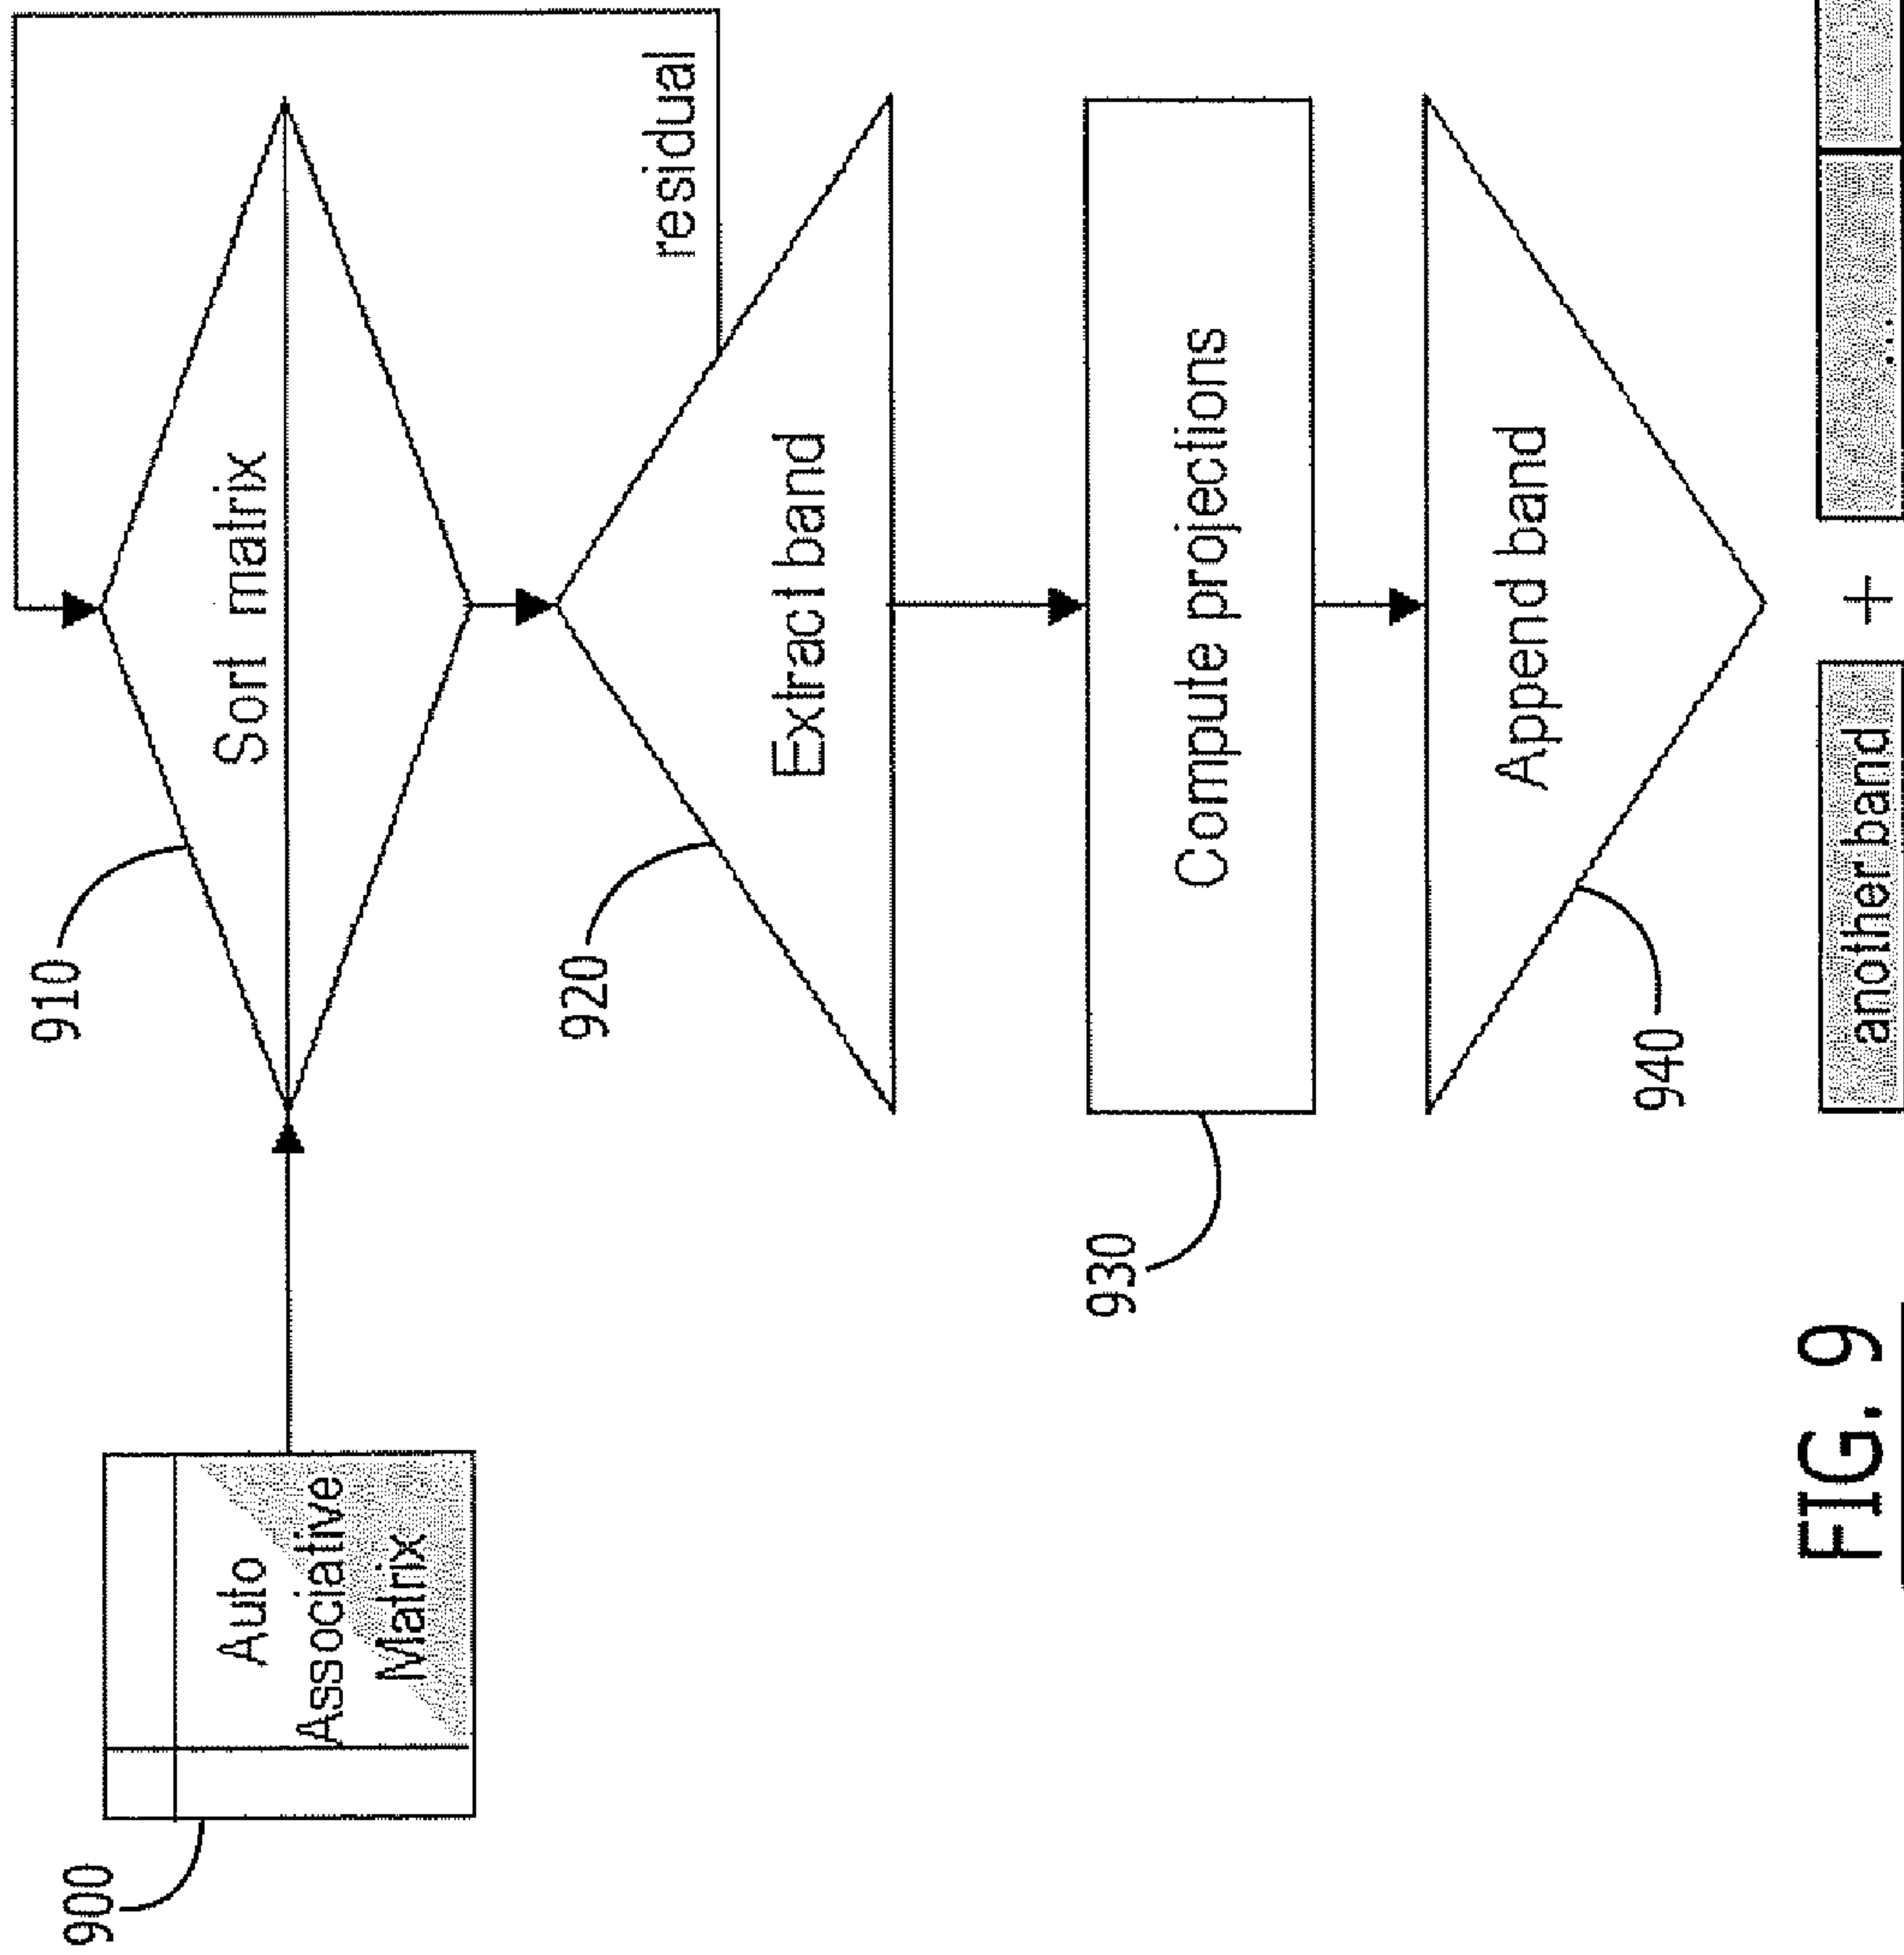 900
Auto
Associative
Matrix
910
Sort matrix
residual
920
Extract band
930
Compute projections
940
Append band
another band
+
...
FIG. 9